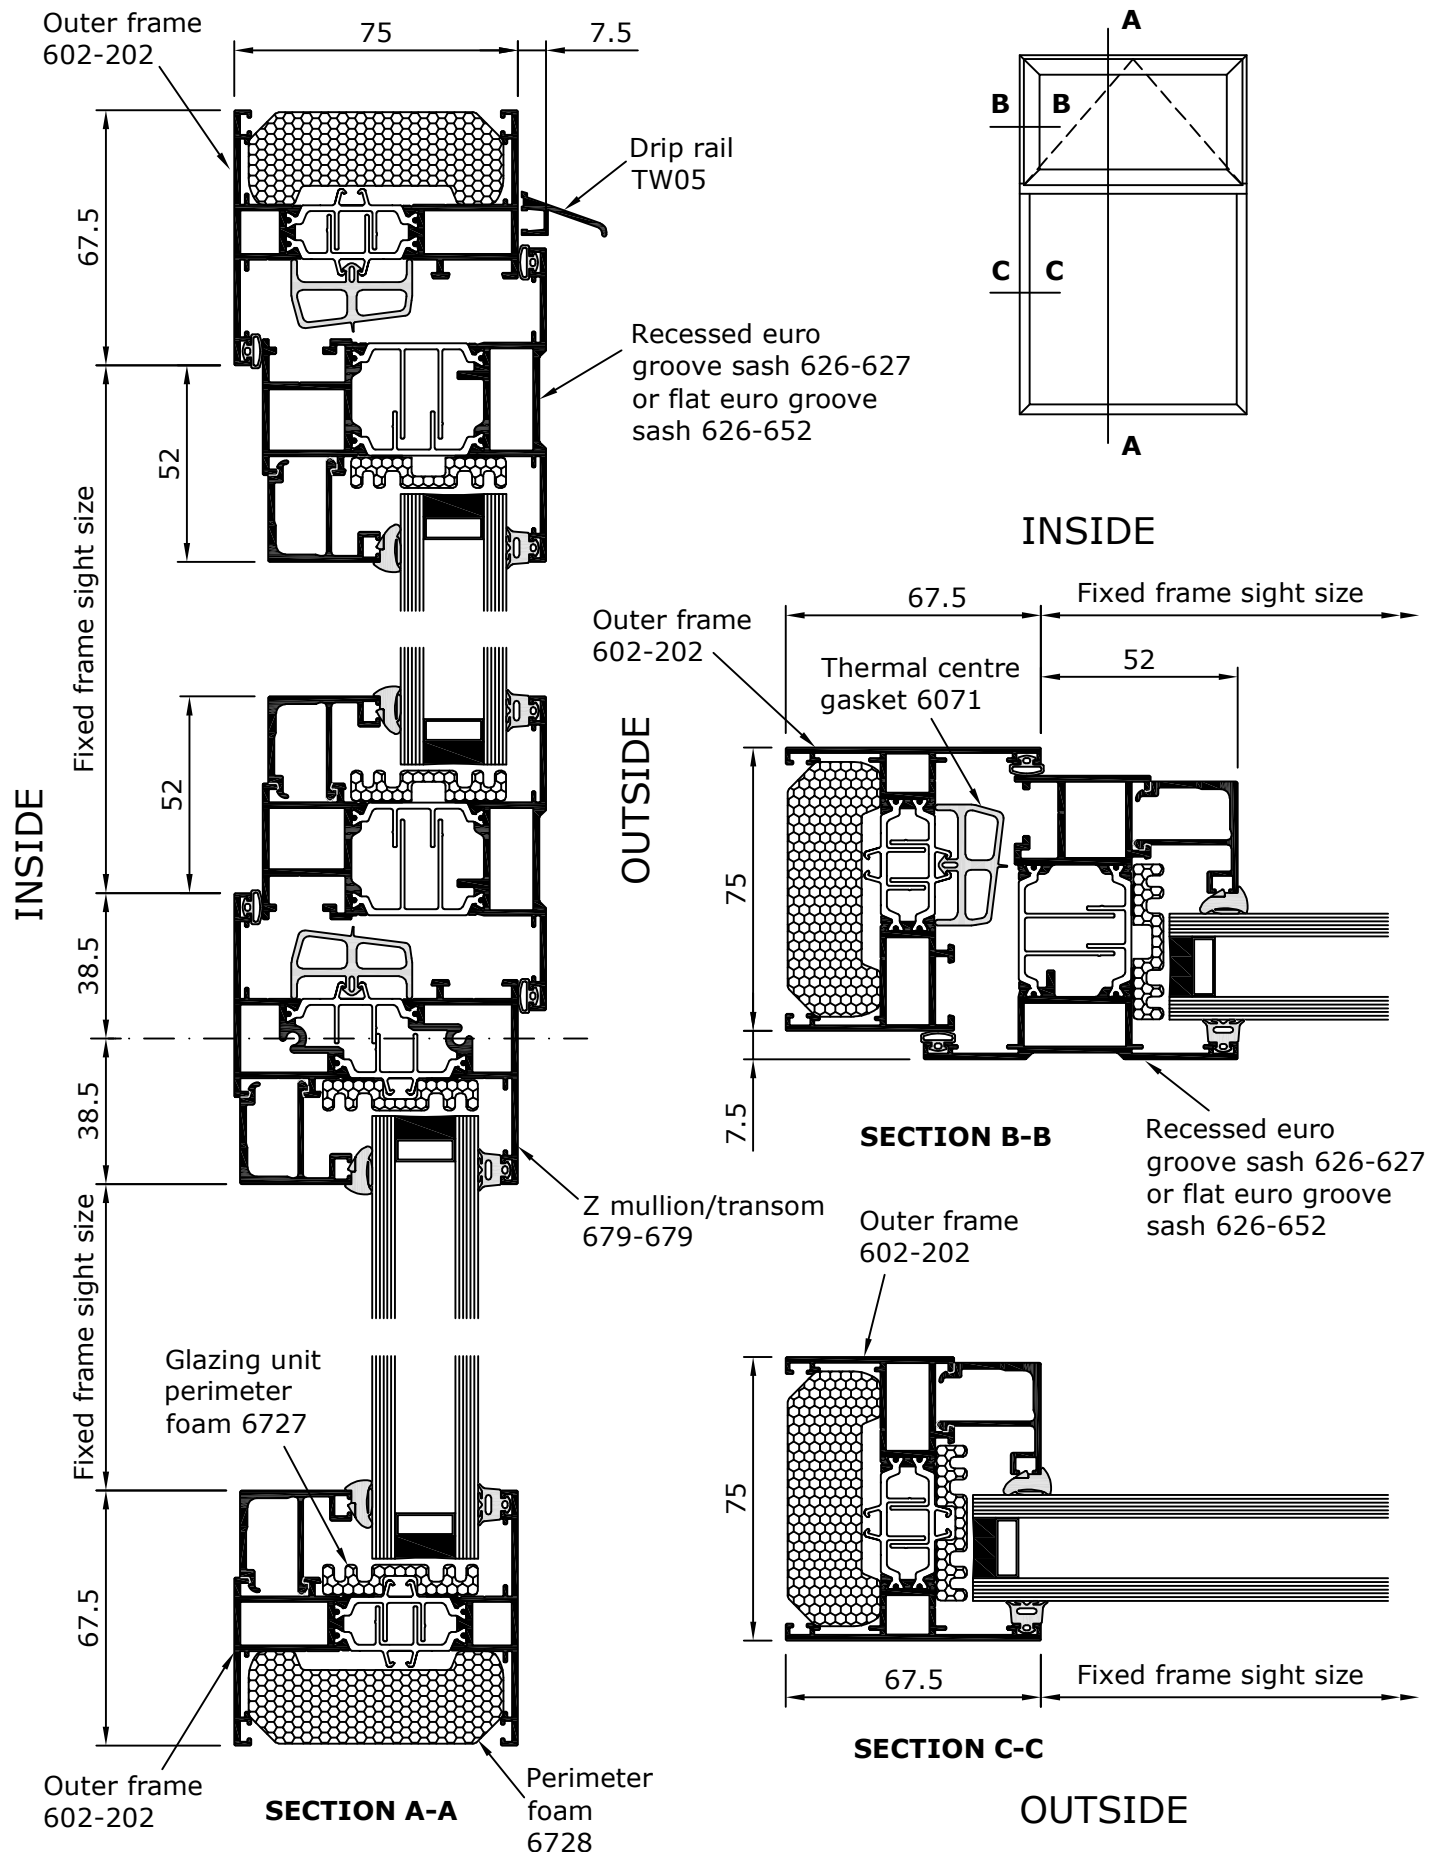 Outer frame
602-202
75
7.5
67.5
Drip rail
TW05
Recessed euro
groove sash 626-627
or flat euro groove
sash 626-652
52
Fixed frame sight size
52
INSIDE
OUTSIDE
38.5
38.5
Z mullion/transom
679-679
Fixed frame sight size
Glazing unit
perimeter
foam 6727
67.5
Outer frame
602-202
SECTION A-A
Perimeter
foam
6728
A
B
B
C
C
A
INSIDE
67.5
Fixed frame sight size
Outer frame
602-202
Thermal centre
gasket 6071
52
75
7.5
SECTION B-B
Recessed euro
groove sash 626-627
or flat euro groove
sash 626-652
Outer frame
602-202
75
67.5
Fixed frame sight size
SECTION C-C
OUTSIDE